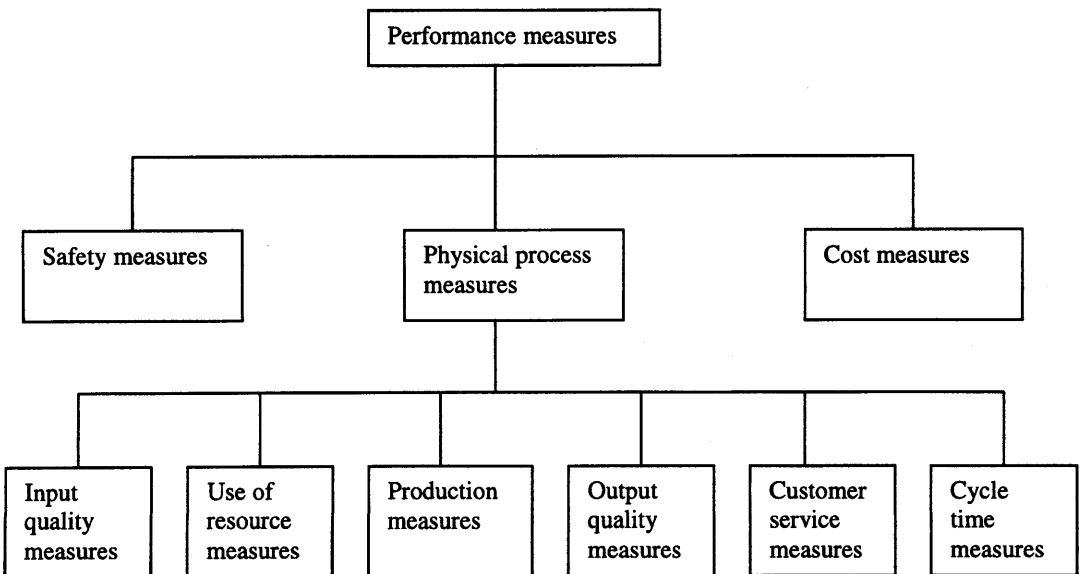 Performance measures
Safety measures
Physical process
measures
Cost measures
Input
quality
measures
Use of
resource
measures
Production
measures
Output
quality
measures
Customer
service
measures
Cycle
time
measures